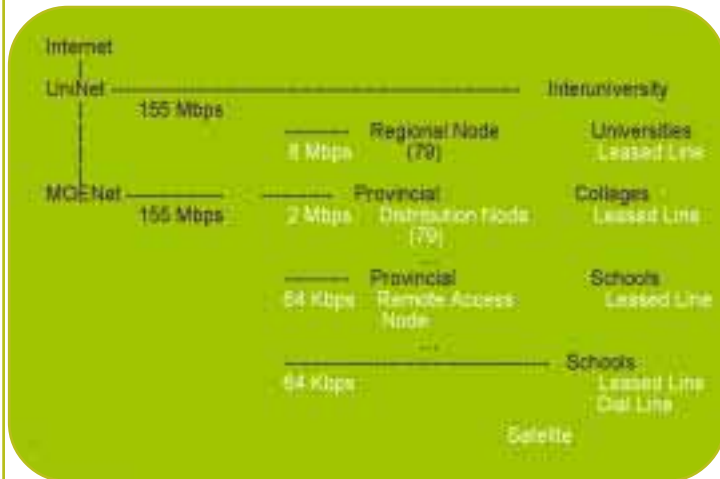 Internet
UniNet Interuniversity
155 Mbps
Regional Node Universities
8 Mbps (79) Leased Line
MOENet Provincial Collages
155 Mbps 2 Mbps Distribution Node Leased Line
(79)
...
Provincial Schools
64 Kbps Remote Access Leased Line
Node
...
Schools
64 Kbps Leased Line
Dial Line
Satelite